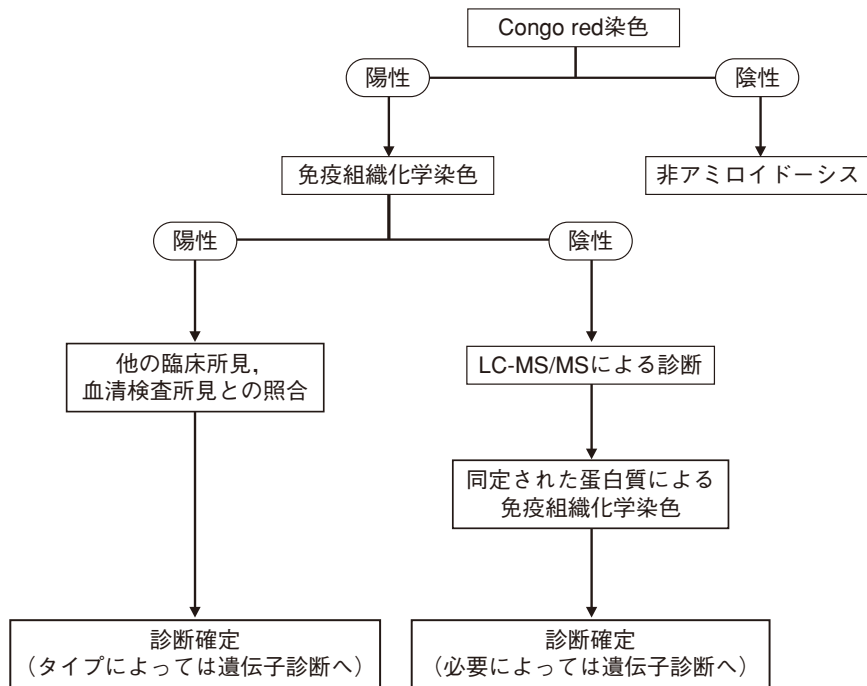 Congo red染色
陽性
陰性
免疫組織化学染色
非アミロイドーシス
陽性
陰性
他の臨床所見,
血清検査所見との照合
LC-MS/MSによる診断
同定された蛋白質による
免疫組織化学染色
診断確定
（タイプによっては遺伝子診断へ）
診断確定
（必要によっては遺伝子診断へ）